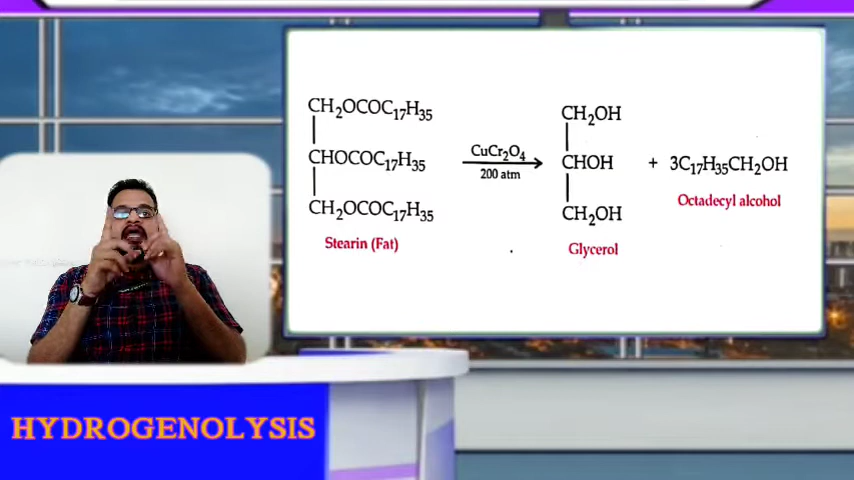 CH2OCOC17H35
CHOCOC17H35
CH2OCOC17H35
Stearin (Fat)
CuCr2O4
200 atm
CH2OH
CHOH
CH2OH
Glycerol
+ 3C17H35CH2OH
Octadecyl alcohol
HYDROGENOLYSIS